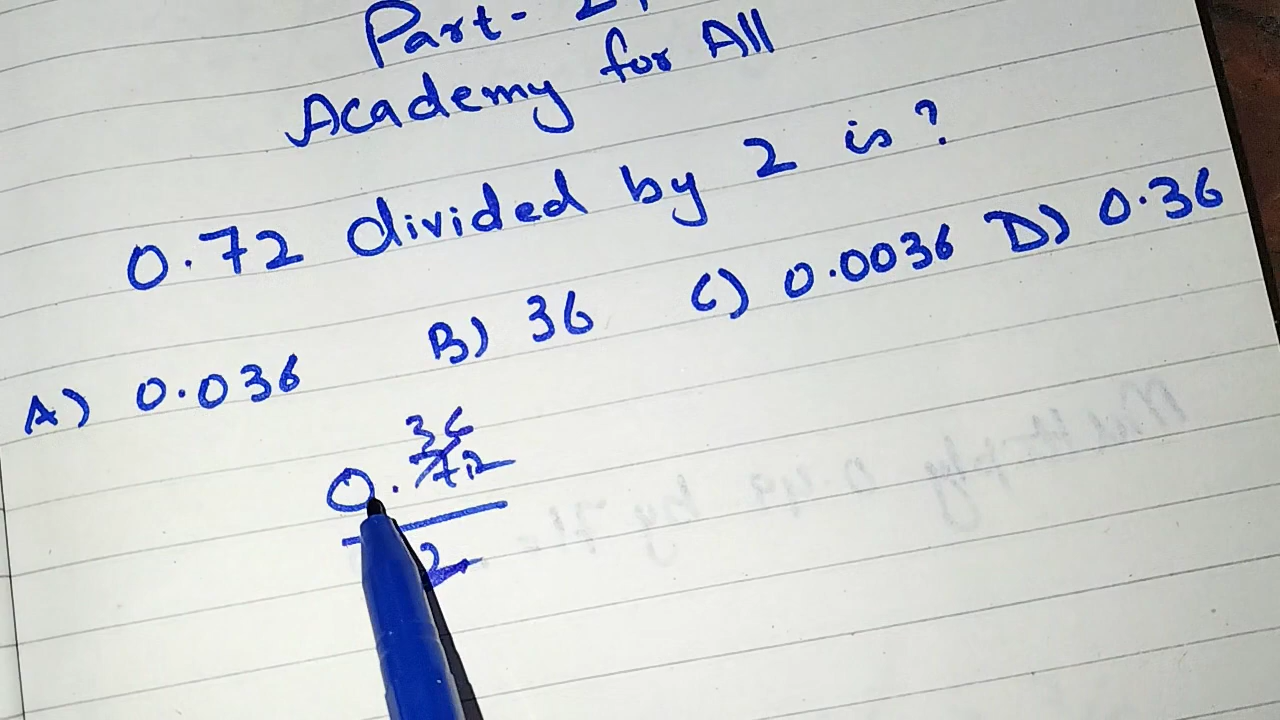 Part-
Academy for All
0.72 divided by 2 is?
A) 0.036 B) 36 C) 0.0036 D) 0.36
36
0.72
2